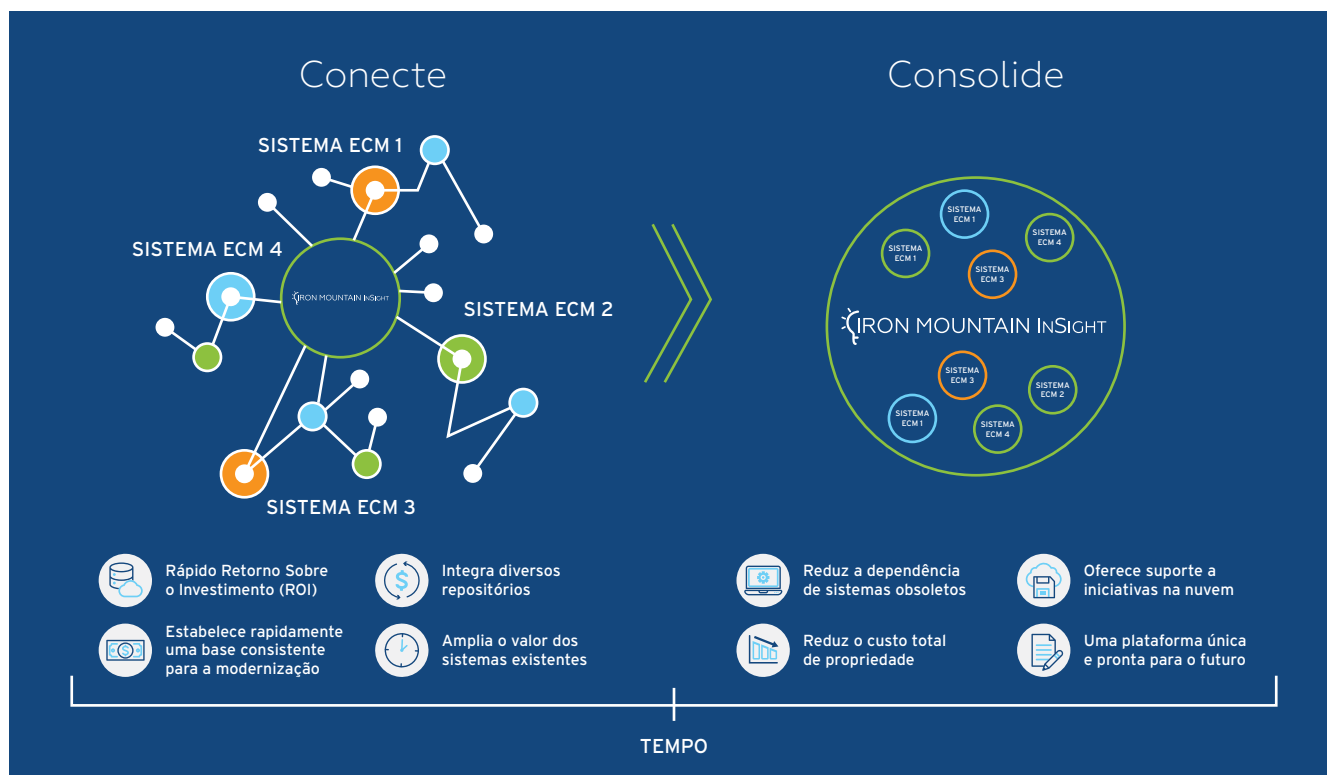 Conecte
SISTEMA ECM 1
SISTEMA ECM 4
IRON MOUNTAIN INSIGHT
SISTEMA ECM 2
SISTEMA ECM 3
Rápido Retorno Sobre
o Investimento (ROI)
Integra diversos
repositórios
Estabelece rapidamente
uma base consistente
para a modernização
Amplia o valor dos
sistemas existentes
Consolide
SISTEMA
ECM 1
SISTEMA
ECM 4
SISTEMA
ECM 1
SISTEMA
ECM 3
IRON MOUNTAIN INSIGHT
SISTEMA
ECM 3
SISTEMA
ECM 2
SISTEMA
ECM 1
SISTEMA
ECM 4
Reduz a dependência
de sistemas obsoletos
Oferece suporte a
iniciativas na nuvem
Reduz o custo total
de propriedade
Uma plataforma única
e pronta para o futuro
TEMPO